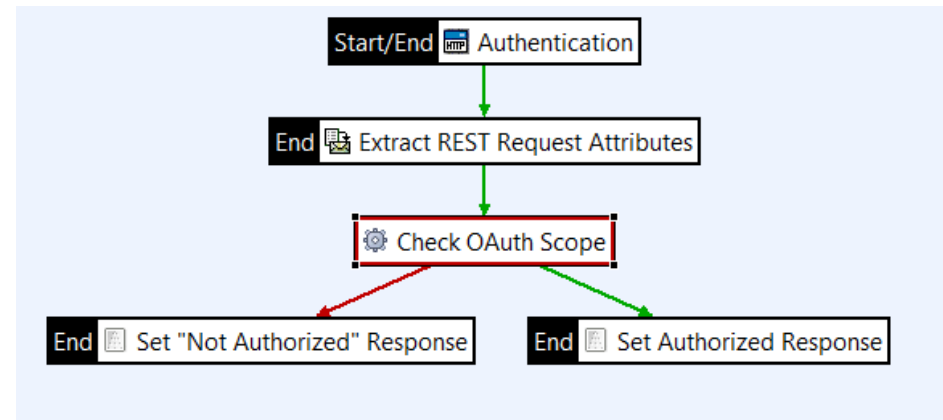 Start/End HTTP Authentication
End Extract REST Request Attributes
Check OAuth Scope
End Set "Not Authorized" Response
End Set Authorized Response